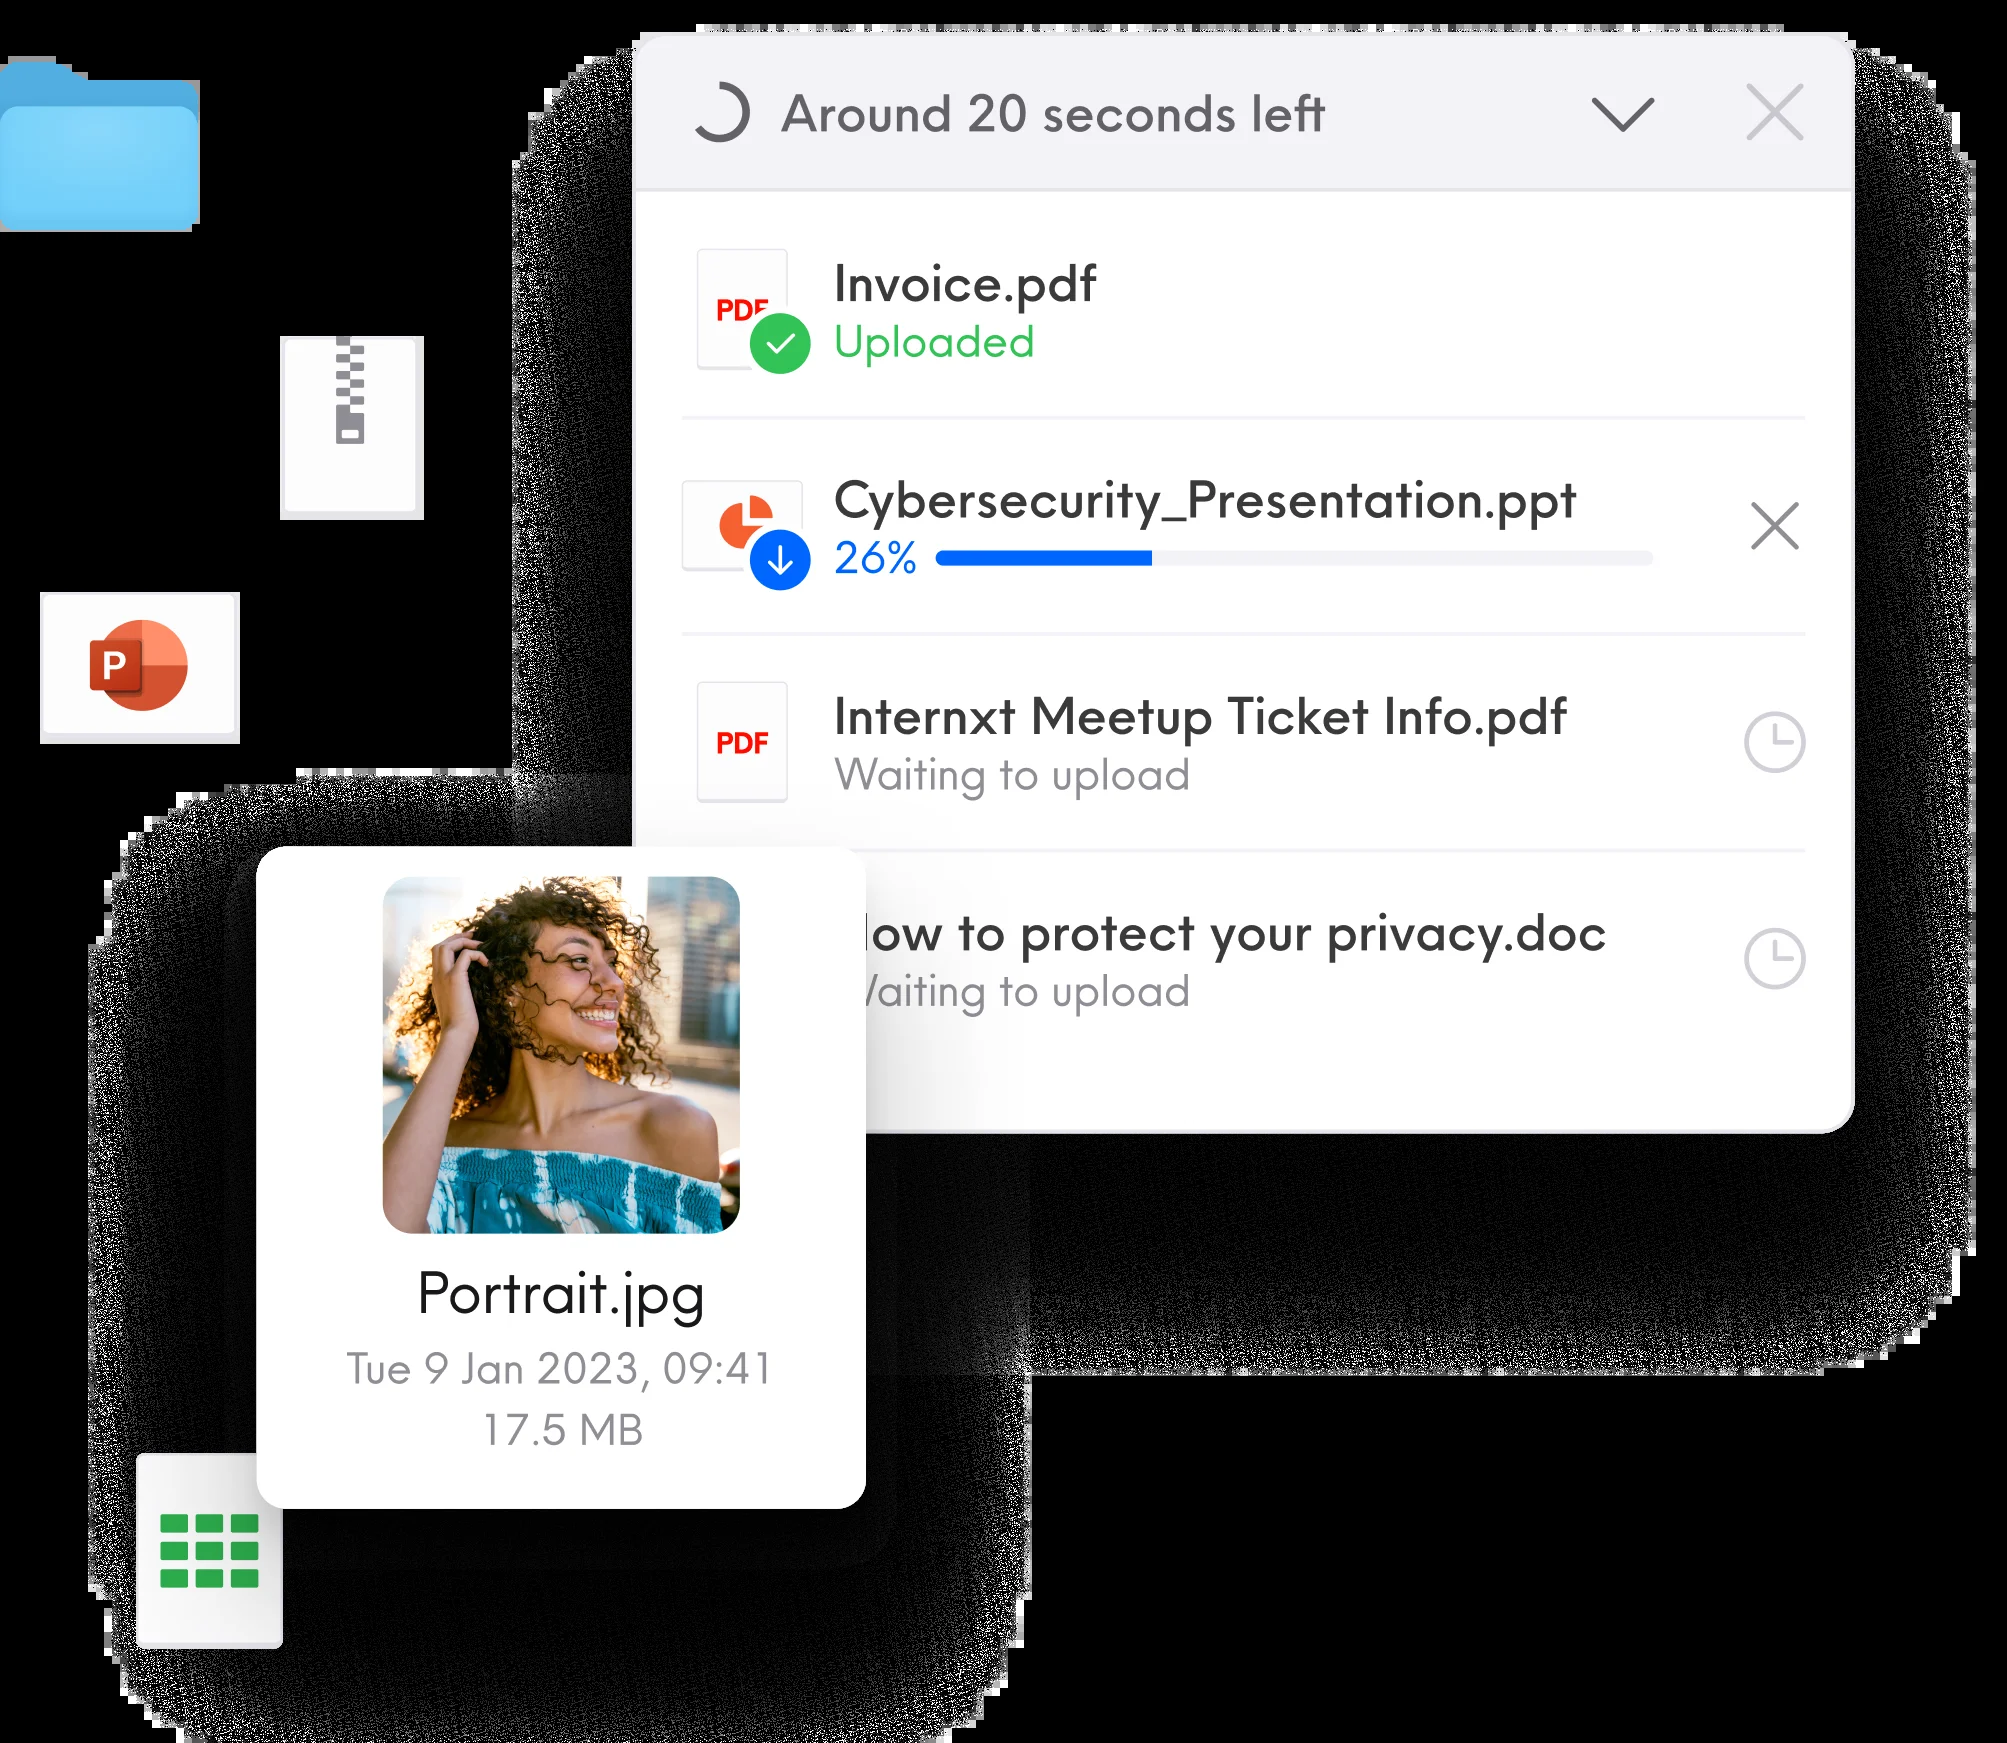 Around 20 seconds left
PDF
Invoice.pdf
Uploaded
Cybersecurity_Presentation.ppt
26%
P
PDF
Internxt Meetup Ticket Info.pdf
Waiting to upload
ow to protect your privacy.doc
aiting to upload
Portrait.jpg
Tue 9 Jan 2023, 09:41
17.5 MB